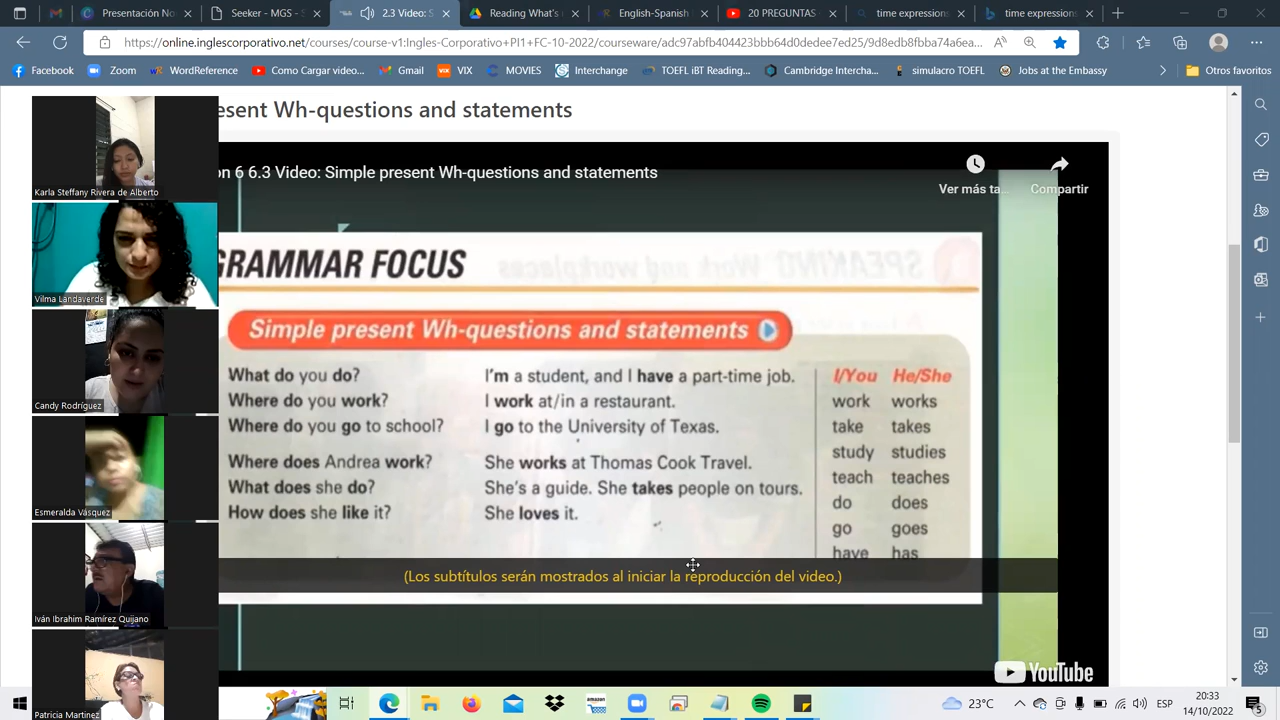 Presentación No
Seeker - MGS - S
2.3 Video:
Reading What's
English-Spanish
20 PREGUNTAS
time expressions
time expression
https://online.inglescorporativo.net/courses/course-v1:Ingles-Corporativo+PI1+FC-10-2022/courseware/adc97abfb404423bbb64d0dedee7ed25/9d8edb8fbba74a6ea...
Facebook Zoom WordReference Como Cargar video... Gmail VIX MOVIES Interchange TOEFL iBT Reading... Cambridge Intercha... simulacro TOEFL Jobs at the Embassy Otros favoritos
esent Wh-questions and statements
on 6 6.3 Video: Simple present Wh-questions and statements
Ver más ta... Compartir
GRAMMAR FOCUS
SPEAKING Work and workplaces
Simple present Wh-questions and statements
What do you do? I'm a student, and I have a part-time job.
Where do you work? I work at/in a restaurant.
Where do you go to school? I go to the University of Texas.
Where does Andrea work? She works at Thomas Cook Travel.
What does she do? She's a guide. She takes people on tours.
How does she like it? She loves it.
I/You He/She
work works
take takes
study studies
teach teaches
do does
go goes
have has
(Los subtítulos serán mostrados al iniciar la reproducción del video.)
YouTube
Karla Steffany Rivera de Alberto
Vilma Landaverde
Candy Rodríguez
Esmeralda Vásquez
Iván Ibrahim Ramírez Quijano
Patricia Martinez
amazon
23°C
ESP
20:33
14/10/2022
5